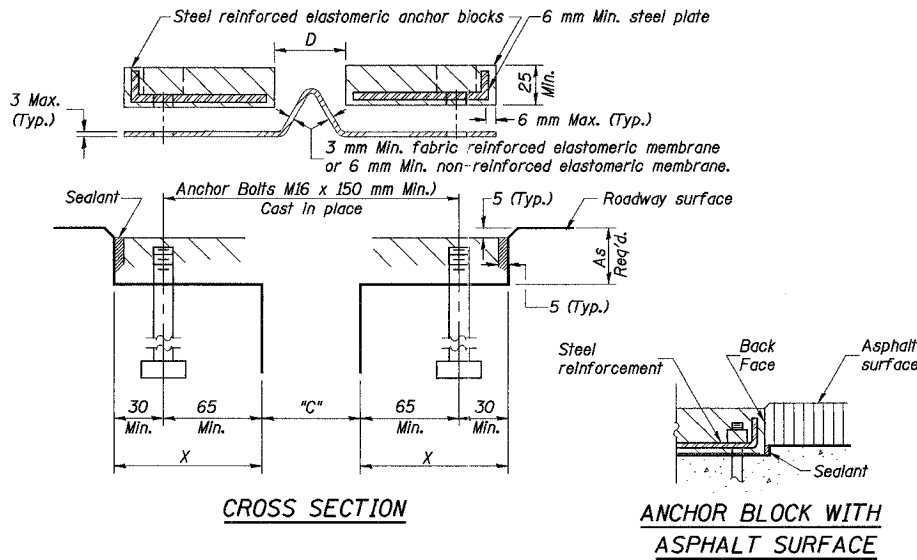 Steel reinforced elastomeric anchor blocks
6 mm Min. steel plate
D
25
Min.
3 Max.
(Typ.)
6 mm Max. (Typ.)
3 mm Min. fabric reinforced elastomeric membrane
or 6 mm Min. non-reinforced elastomeric membrane.
Sealant
Anchor Bolts M16 x 150 mm Min.)
Cast in place
5 (Typ.)
Roadway surface
As
Req'd.
5 (Typ.)
30
Min.
65
Min.
"C"
65
Min.
30
Min.
X
X
CROSS SECTION
Steel
reinforcement
Back
Face
Asphalt
surface
Sealant
ANCHOR BLOCK WITH
ASPHALT SURFACE